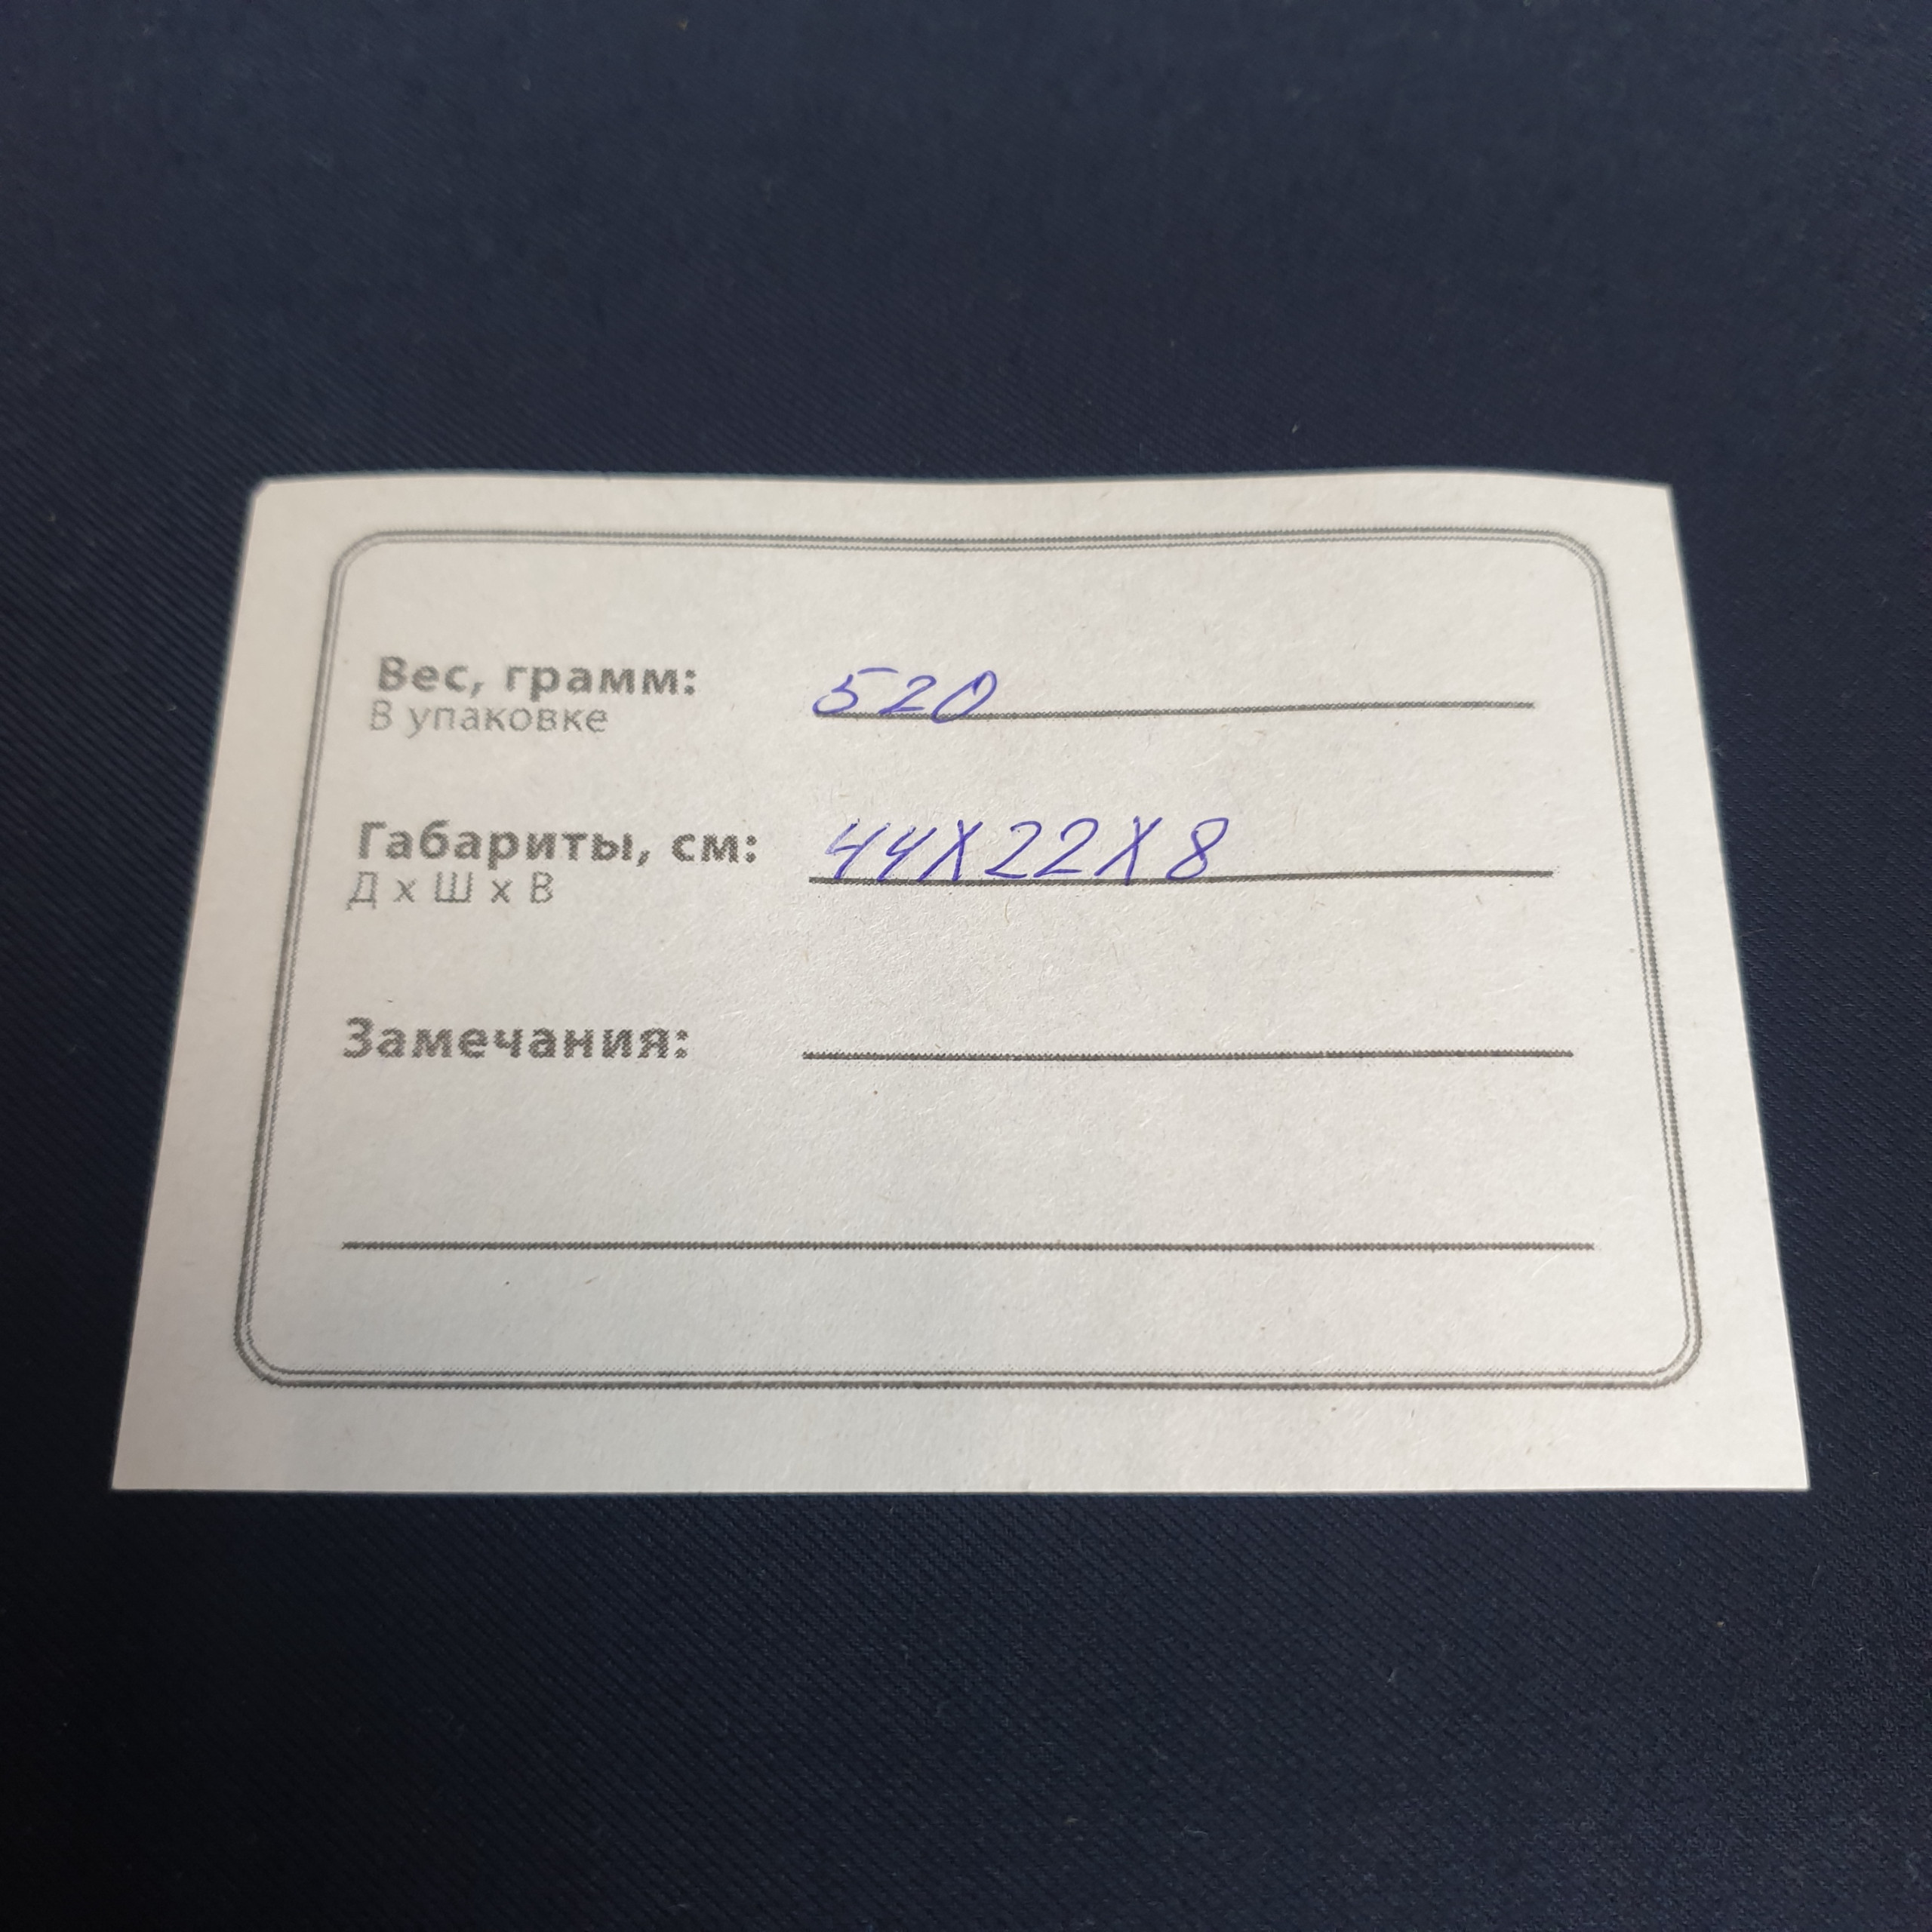 Вес, грамм: 520
В упаковке
Габариты, см: 44X22X8
Д x Ш x В
Замечания: